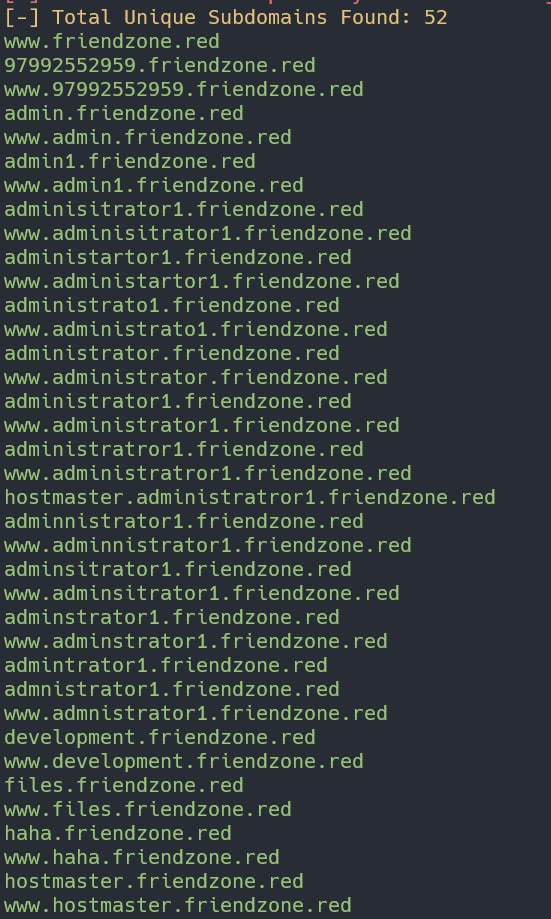 [-] Total Unique Subdomains Found: 52
www.friendzone.red
97992552959.friendzone.red
www.97992552959.friendzone.red
admin.friendzone.red
www.admin.friendzone.red
admin1.friendzone.red
www.admin1.friendzone.red
adminisitrator1.friendzone.red
www.adminisitrator1.friendzone.red
administartor1.friendzone.red
www.administartor1.friendzone.red
administrato1.friendzone.red
www.administrato1.friendzone.red
administrator.friendzone.red
www.administrator.friendzone.red
administrator1.friendzone.red
www.administrator1.friendzone.red
administratror1.friendzone.red
www.administratror1.friendzone.red
hostmaster.administratror1.friendzone.red
adminnistrator1.friendzone.red
www.adminnistrator1.friendzone.red
adminsitrator1.friendzone.red
www.adminsitrator1.friendzone.red
adminstrator1.friendzone.red
www.adminstrator1.friendzone.red
admintrator1.friendzone.red
admnistrator1.friendzone.red
www.admnistrator1.friendzone.red
development.friendzone.red
www.development.friendzone.red
files.friendzone.red
www.files.friendzone.red
haha.friendzone.red
www.haha.friendzone.red
hostmaster.friendzone.red
www.hostmaster.friendzone.red